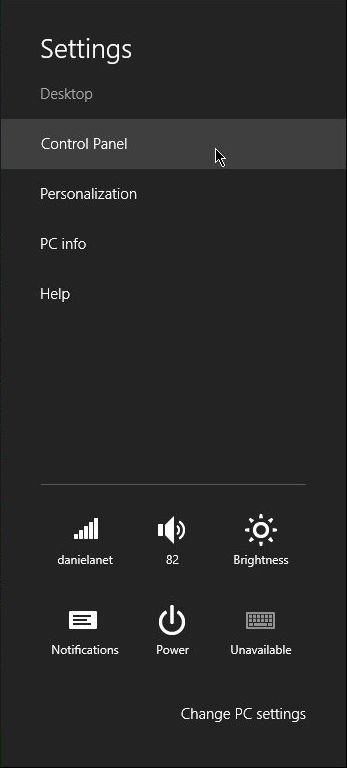 Settings
Desktop
Control Panel
Personalization
PC info
Help
danielanet
82
Brightness
Notifications
Power
Unavailable
Change PC settings